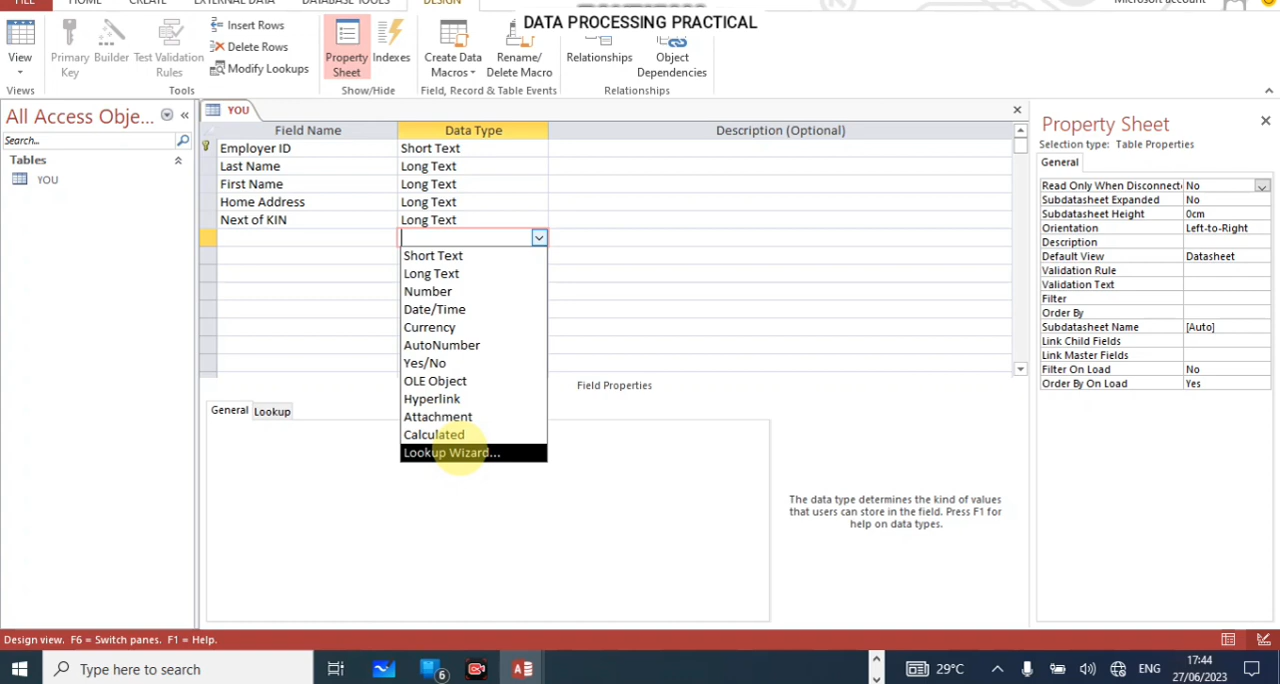 FILE HOME CREATE EXTERNAL DATA DATABASE TOOLS DESIGN Microsoft account
DATA PROCESSING PRACTICAL
View
Primary Key
Builder
Test Validation Rules
Insert Rows
Delete Rows
Modify Lookups
Property Sheet
Indexes
Create Data Macros
Rename/ Delete Macro
Relationships
Object Dependencies
Views
Tools
Show/Hide
Field, Record & Table Events
Relationships
All Access Obje...
Search...
Tables
YOU
YOU
Field Name Data Type Description (Optional)
Employer ID Short Text
Last Name Long Text
First Name Long Text
Home Address Long Text
Next of KIN Long Text
Short Text
Long Text
Number
Date/Time
Currency
AutoNumber
Yes/No
OLE Object
Hyperlink
Attachment
Calculated
Lookup Wizard...
Field Properties
General Lookup
The data type determines the kind of values
that users can store in the field. Press F1 for
help on data types.
Property Sheet
Selection type: Table Properties
General
Read Only When Disconnect No
Subdatasheet Expanded No
Subdatasheet Height 0cm
Orientation Left-to-Right
Description
Default View Datasheet
Validation Rule
Validation Text
Filter
Order By
Subdatasheet Name [Auto]
Link Child Fields
Link Master Fields
Filter On Load No
Order By On Load Yes
Design view. F6 = Switch panes. F1 = Help.
Type here to search
6
29°C
ENG
17:44
27/06/2023